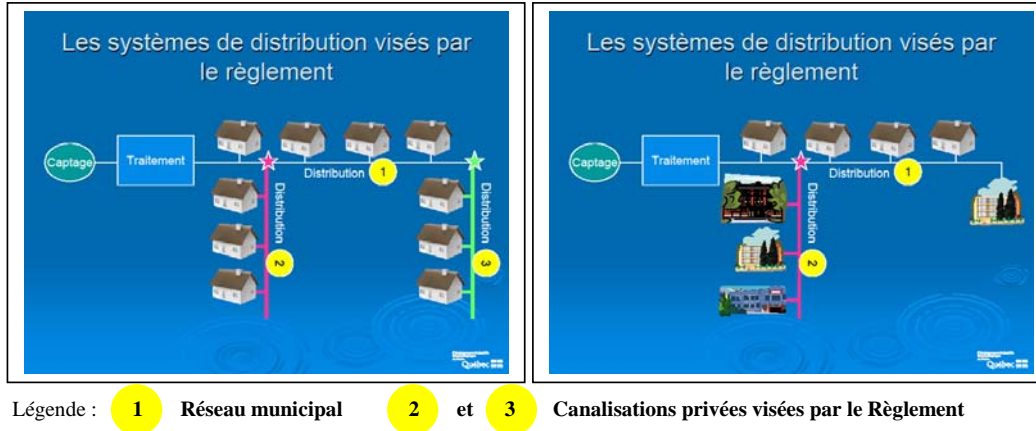 Les systèmes de distribution visés par
le règlement
Captage
Traitement
Distribution
1
Distribution
2
Distribution
3
Québec
Les systèmes de distribution visés par
le règlement
Captage
Traitement
Distribution
1
Distribution
2
Québec
Légende : 1 Réseau municipal 2 et 3 Canalisations privées visées par le Règlement